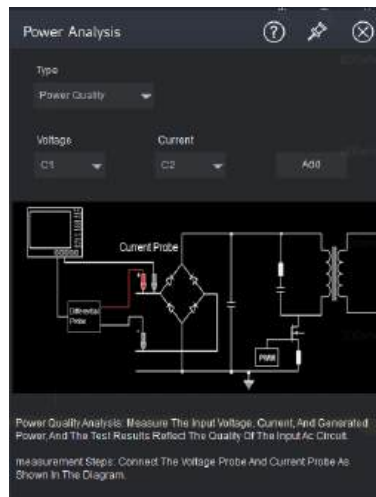 Power Analysis
Type
Power Quality
Voltage
Current
C1
C2
Add
Current Probe
Differential
Probe
PWM
Power Quality Analysis: Measure The Input Voltage, Current, And Generated
Power, And The Test Results Reflect The Quality Of The Input Ac Circuit.
measurement Steps: Connect The Voltage Probe And Current Probe As
Shown In The Diagram.